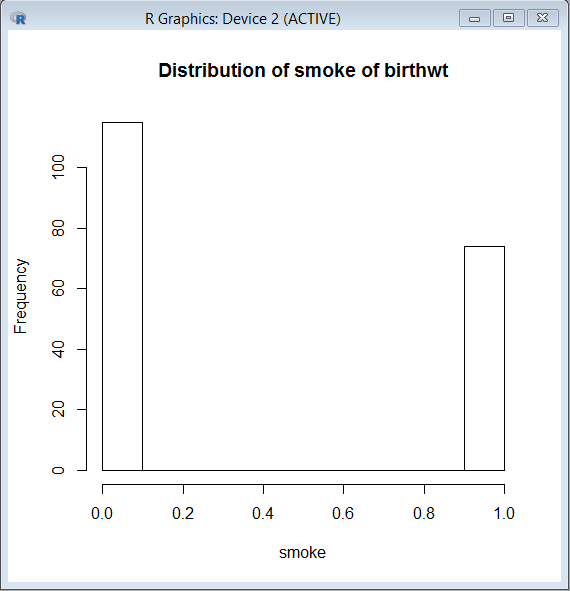 R Graphics: Device 2 (ACTIVE)
Distribution of smoke of birthwt
Frequency
100
80
60
40
20
0
0.0 0.2 0.4 0.6 0.8 1.0
smoke